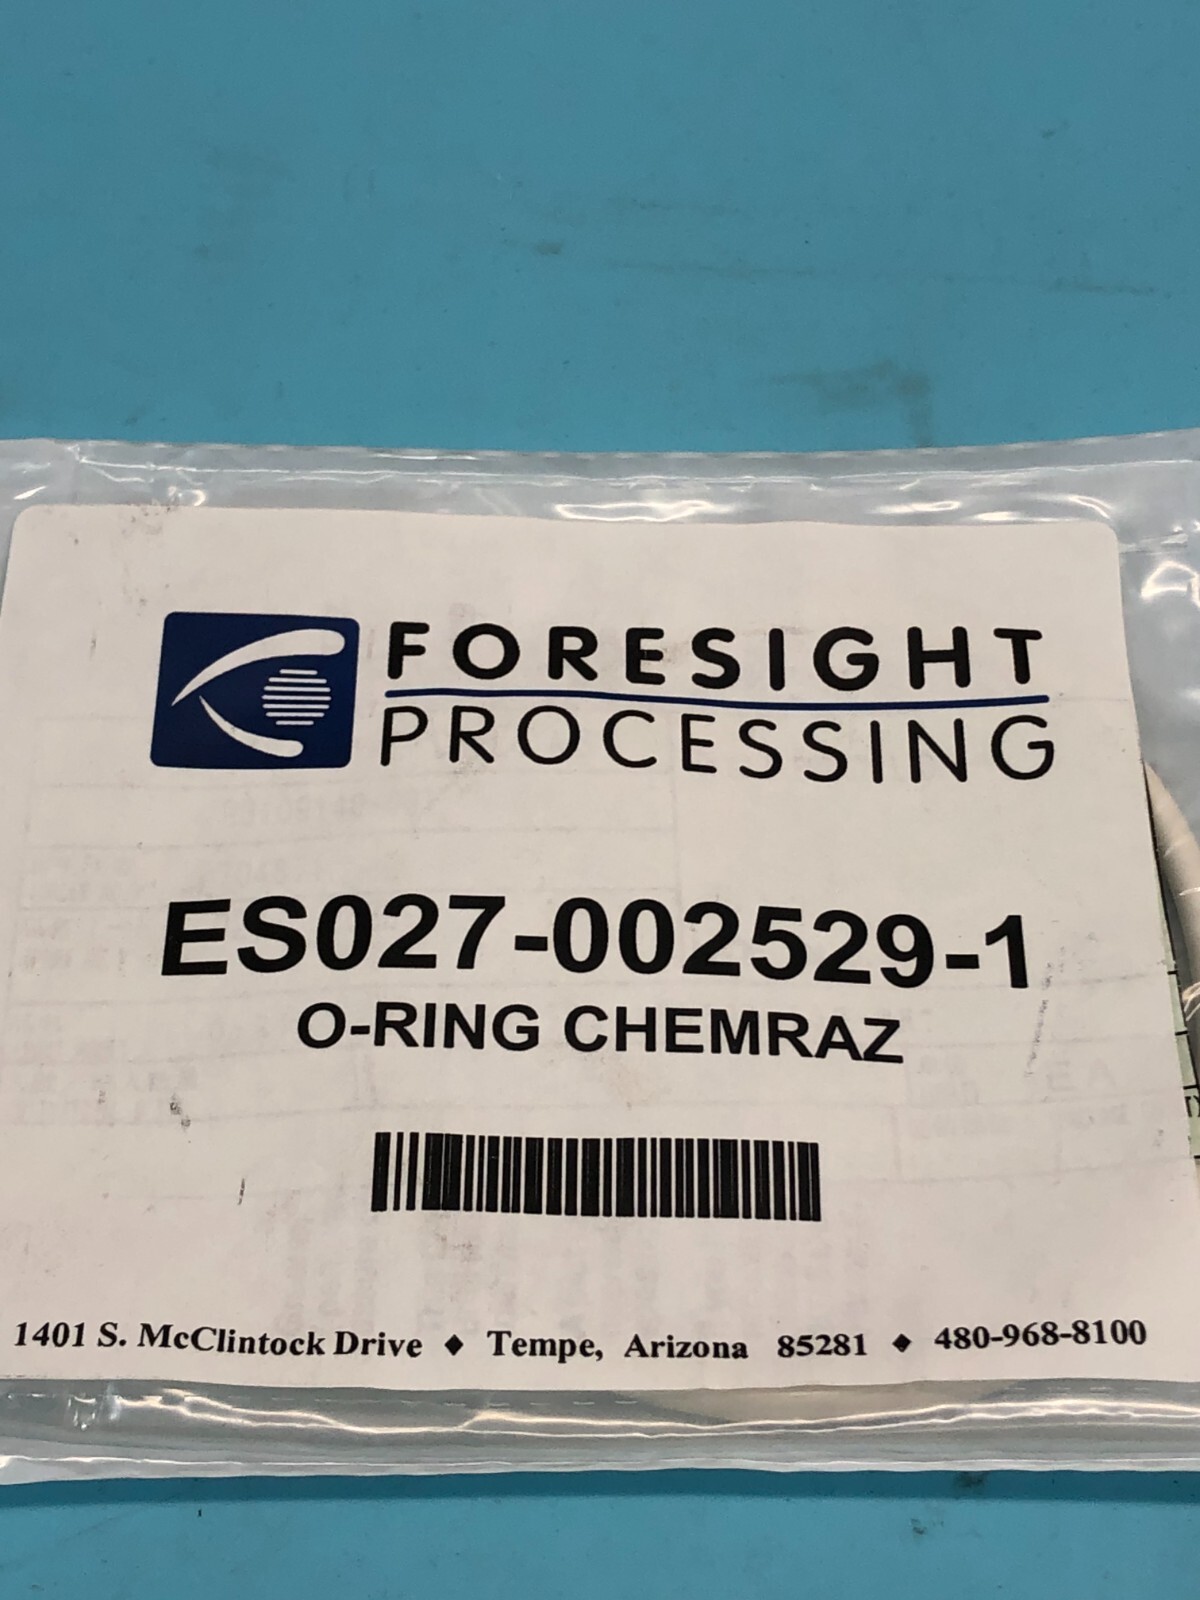 FORESIGHT
PROCESSING
ES027-002529-1
O-RING CHEMRAZ
1401 S. McClintock Drive ◆ Tempe, Arizona 85281 ◆ 480-968-8100